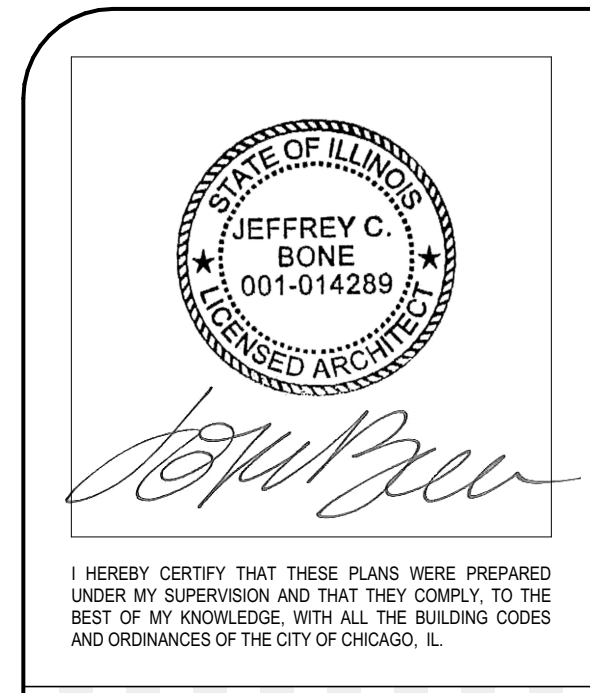 STATE OF ILLINOIS
JEFFREY C.
BONE
001-014289
LICENSED ARCHITECT
I HEREBY CERTIFY THAT THESE PLANS WERE PREPARED
UNDER MY SUPERVISION AND THAT THEY COMPLY, TO THE
BEST OF MY KNOWLEDGE, WITH ALL THE BUILDING CODES
AND ORDINANCES OF THE CITY OF CHICAGO, IL.